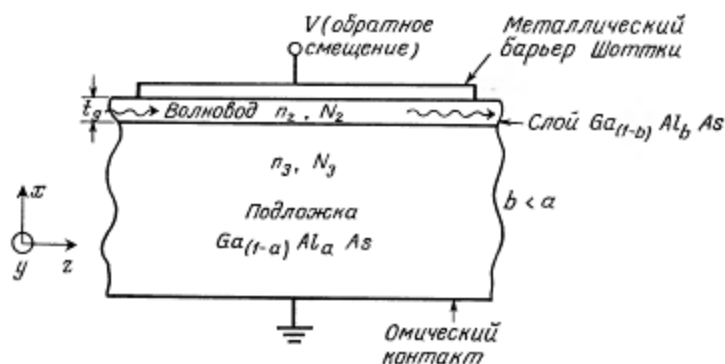 V (обратное
смещение)
Металлический
барьер Шоттки
t_g
Волновод n_2, N_2
Слой Ga_(1-b) Al_b As
n_3, N_3
b < a
Подложка
Ga_(1-a) Al_a As
x
y
z
Омический
контакт